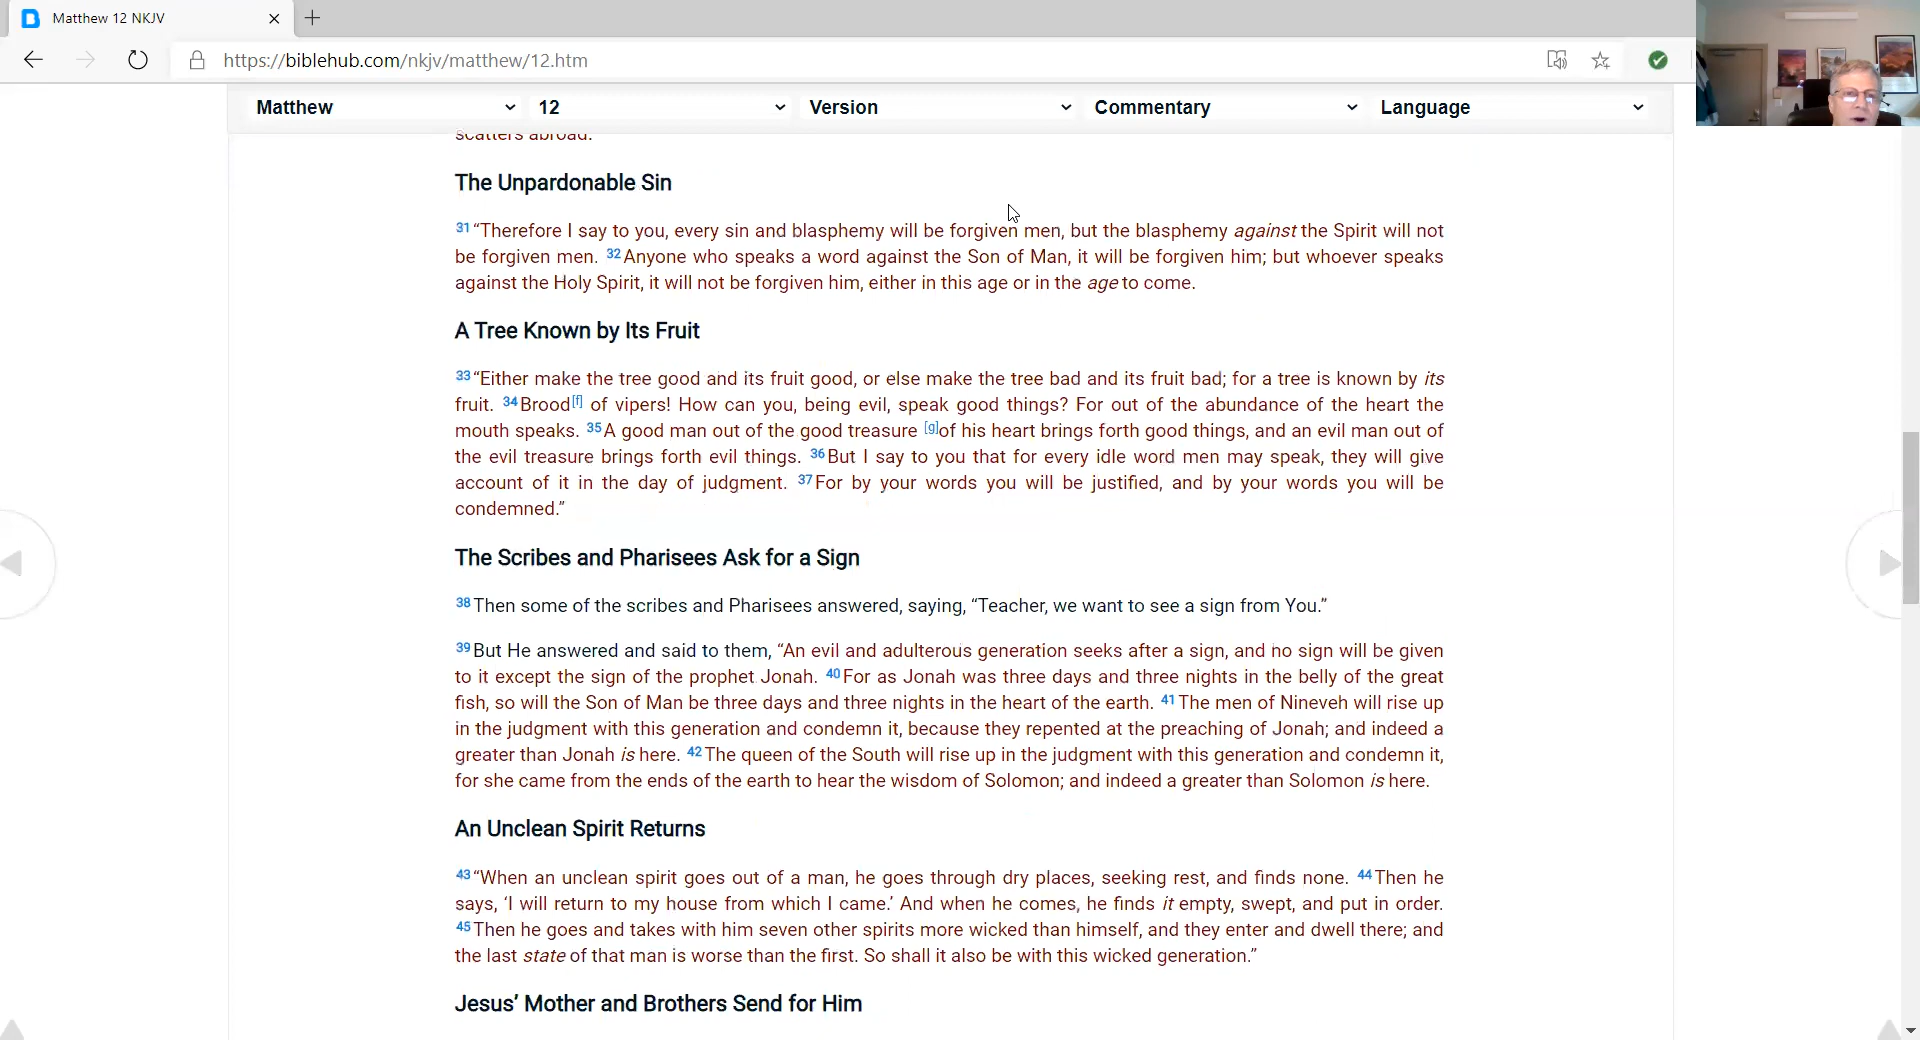 Matthew 12 NKJV
https://biblehub.com/nkjv/matthew/12.htm
Matthew 12 Version Commentary Language
scatters abroad.
The Unpardonable Sin
31 “Therefore I say to you, every sin and blasphemy will be forgiven men, but the blasphemy against the Spirit will not
be forgiven men. 32 Anyone who speaks a word against the Son of Man, it will be forgiven him; but whoever speaks
against the Holy Spirit, it will not be forgiven him, either in this age or in the age to come.
A Tree Known by Its Fruit
33 “Either make the tree good and its fruit good, or else make the tree bad and its fruit bad; for a tree is known by its
fruit. 34 Brood[f] of vipers! How can you, being evil, speak good things? For out of the abundance of the heart the
mouth speaks. 35 A good man out of the good treasure [g]of his heart brings forth good things, and an evil man out of
the evil treasure brings forth evil things. 36 But I say to you that for every idle word men may speak, they will give
account of it in the day of judgment. 37 For by your words you will be justified, and by your words you will be
condemned.”
The Scribes and Pharisees Ask for a Sign
38 Then some of the scribes and Pharisees answered, saying, “Teacher, we want to see a sign from You.”
39 But He answered and said to them, “An evil and adulterous generation seeks after a sign, and no sign will be given
to it except the sign of the prophet Jonah. 40 For as Jonah was three days and three nights in the belly of the great
fish, so will the Son of Man be three days and three nights in the heart of the earth. 41 The men of Nineveh will rise up
in the judgment with this generation and condemn it, because they repented at the preaching of Jonah; and indeed a
greater than Jonah is here. 42 The queen of the South will rise up in the judgment with this generation and condemn it,
for she came from the ends of the earth to hear the wisdom of Solomon; and indeed a greater than Solomon is here.
An Unclean Spirit Returns
43 “When an unclean spirit goes out of a man, he goes through dry places, seeking rest, and finds none. 44 Then he
says, ‘I will return to my house from which I came.’ And when he comes, he finds it empty, swept, and put in order.
45 Then he goes and takes with him seven other spirits more wicked than himself, and they enter and dwell there; and
the last state of that man is worse than the first. So shall it also be with this wicked generation.”
Jesus’ Mother and Brothers Send for Him